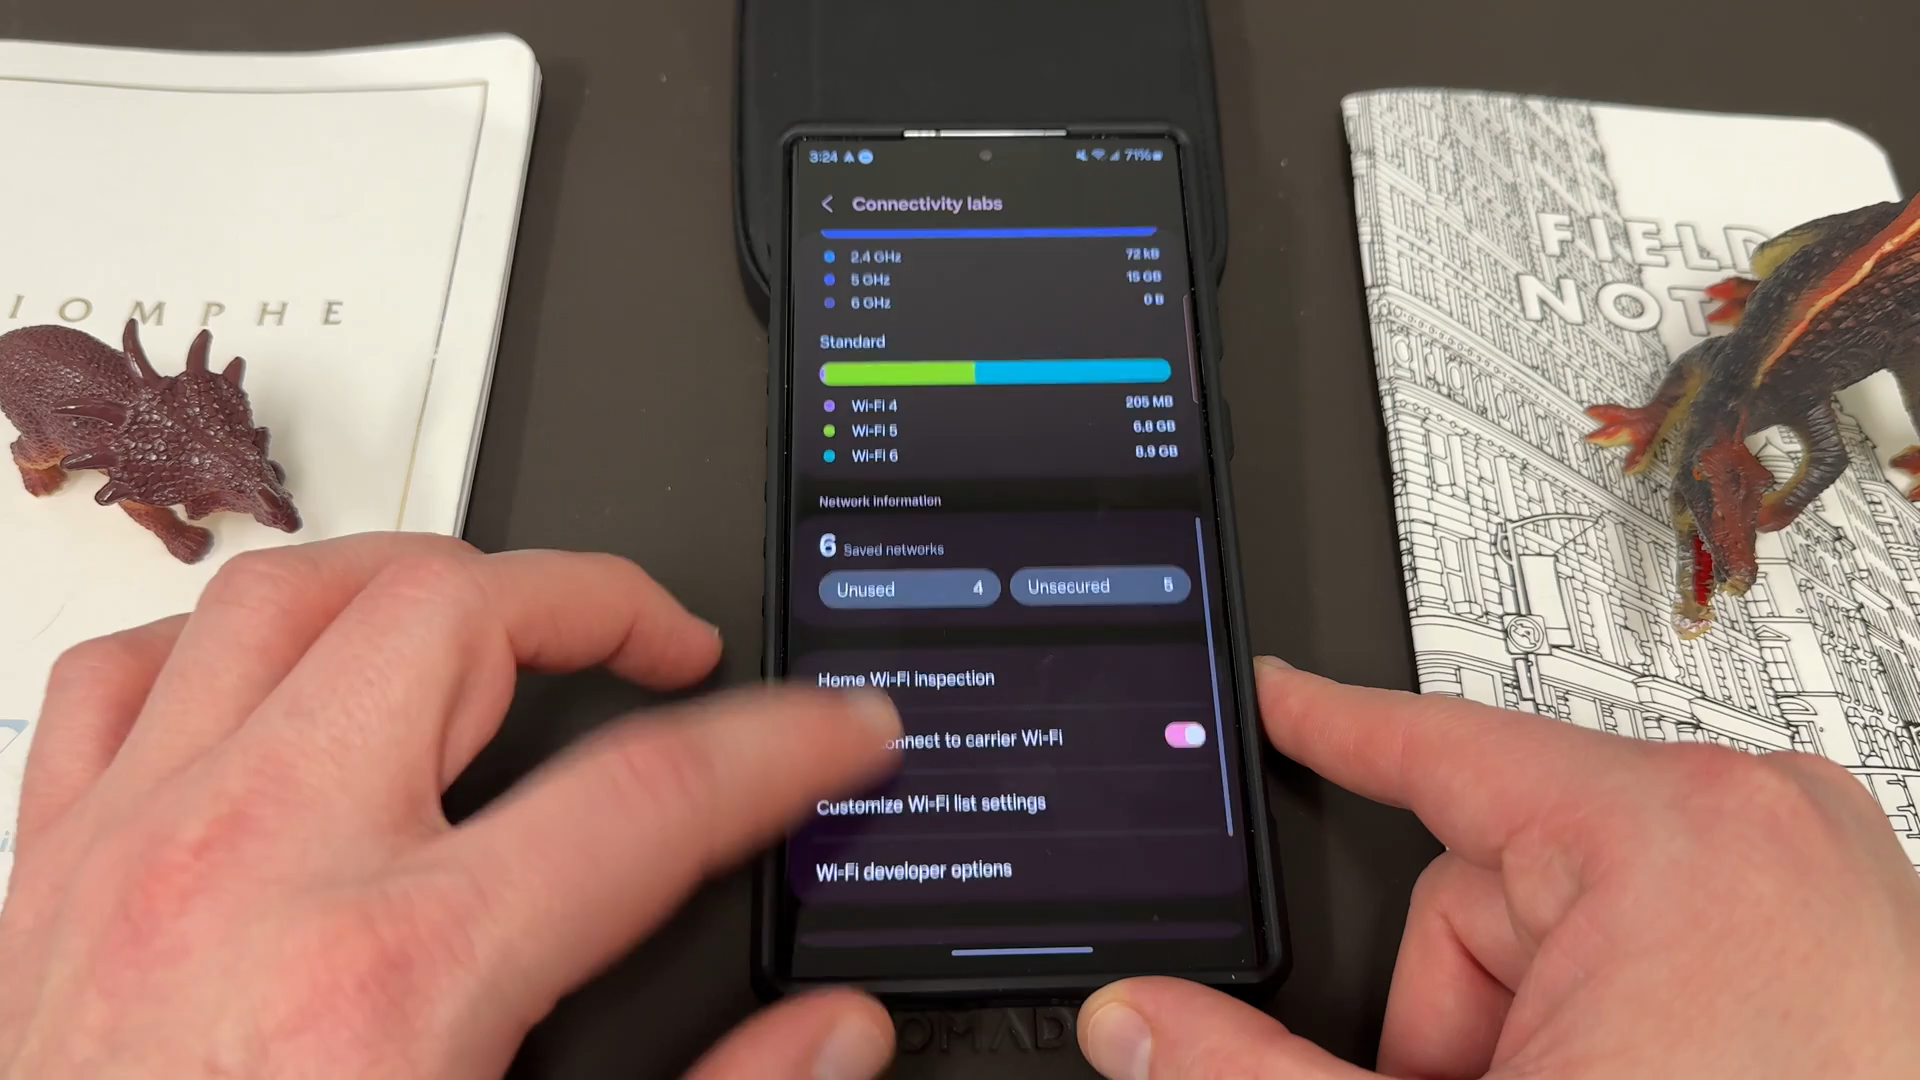 3:24
71%
Connectivity labs
2.4 GHz 72 kB
5 GHz 15 GB
6 GHz 0 B
Standard
Wi-Fi 4 205 MB
Wi-Fi 5 6.6 GB
Wi-Fi 6 8.9 GB
Network information
6 Saved networks
Unused 4
Unsecured 5
Home Wi-Fi inspection
onnect to carrier Wi-Fi
Customize Wi-Fi list settings
Wi-Fi developer options
IOMPHE
FIELD
NOT
OMAD